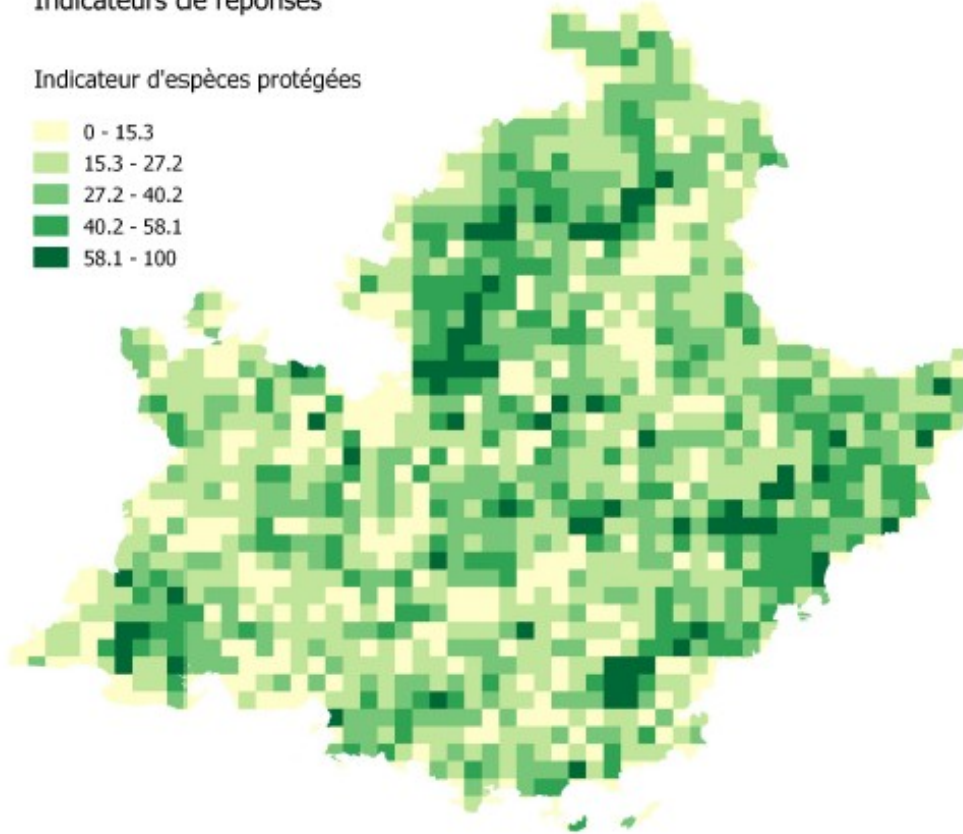 Indicateurs de réponses
Indicateur d'espèces protégées
0 - 15.3
15.3 - 27.2
27.2 - 40.2
40.2 - 58.1
58.1 - 100